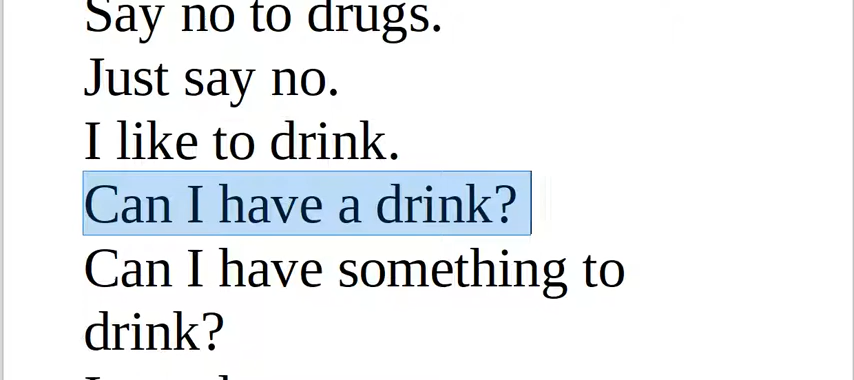 Say no to drugs.
Just say no.
I like to drink.
Can I have a drink?
Can I have something to
drink?